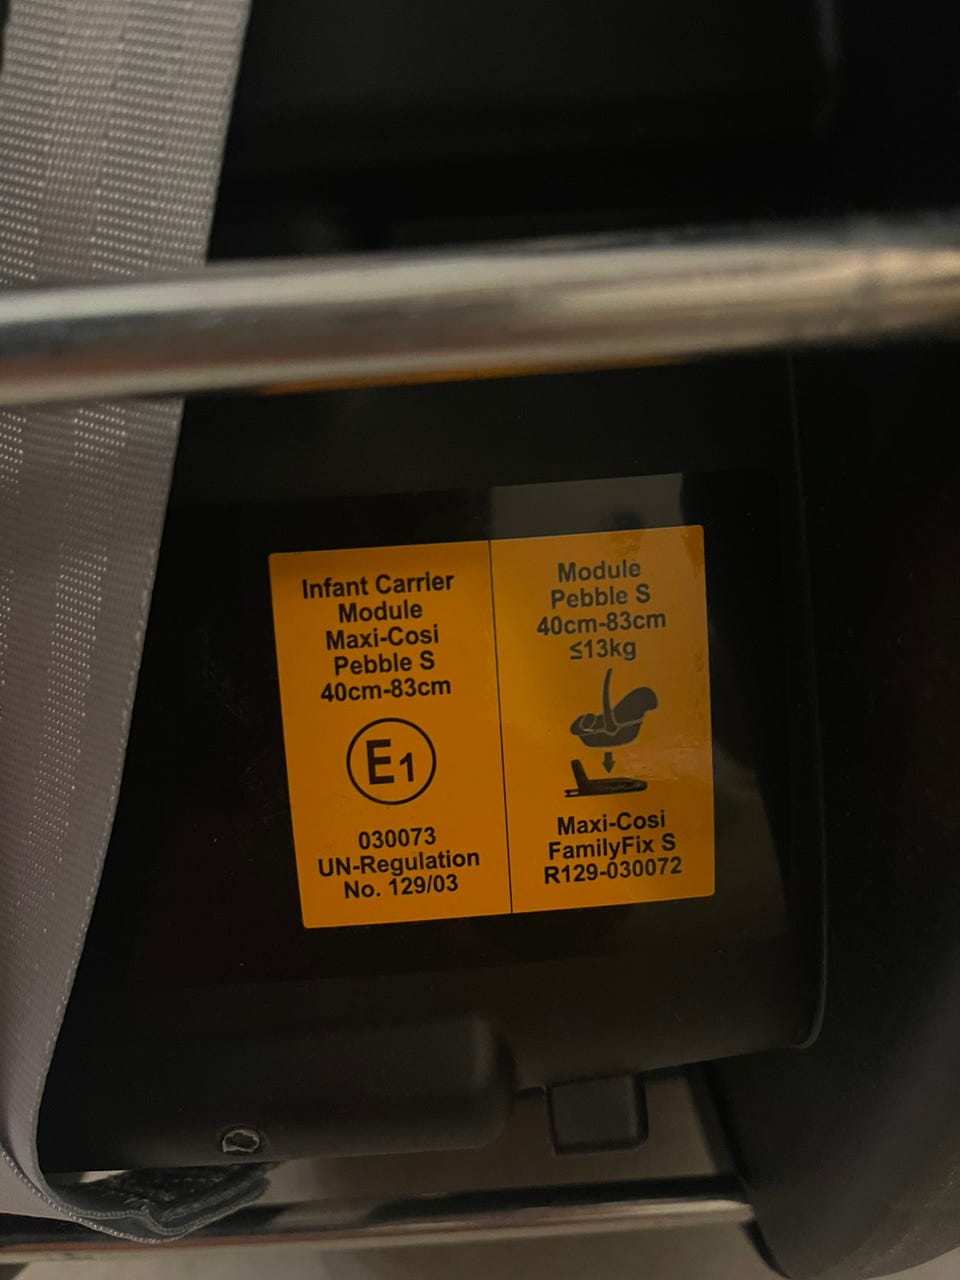 Infant Carrier
Module
Maxi-Cosi
Pebble S
40cm-83cm
E1
030073
UN-Regulation
No. 129/03
Module
Pebble S
40cm-83cm
≤13kg
Maxi-Cosi
FamilyFix S
R129-030072